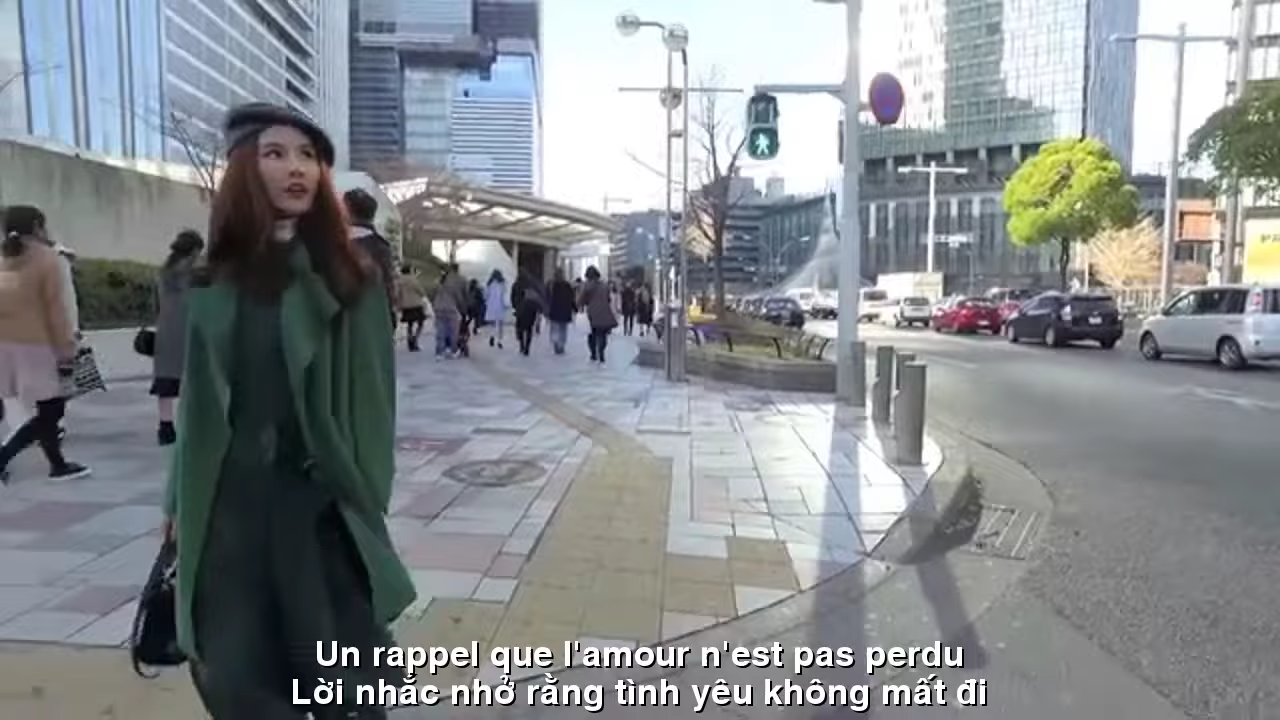 Un rappel que l'amour n'est pas perdu
Lời nhắc nhở rằng tình yêu không mất đi